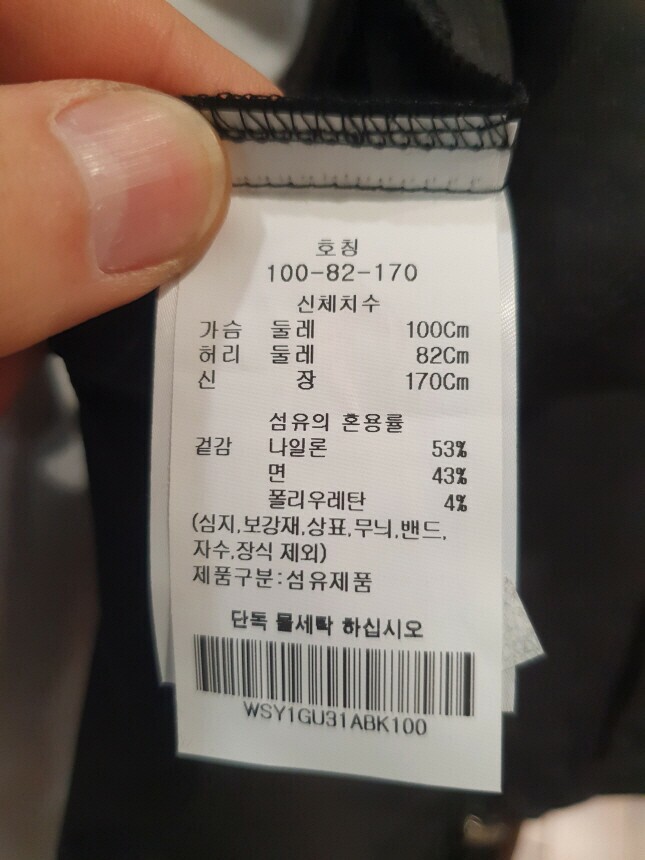 호칭
100-82-170
신체치수
가슴 둘레 100Cm
허리 둘레 82Cm
신 장 170Cm
섬유의 혼용률
겉감 나일론 53%
면 43%
폴리우레탄 4%
(심지,보강재,상표,무늬,밴드,
자수,장식 제외)
제품구분:섬유제품
단독 물세탁 하십시오
WSY1GU31ABK100